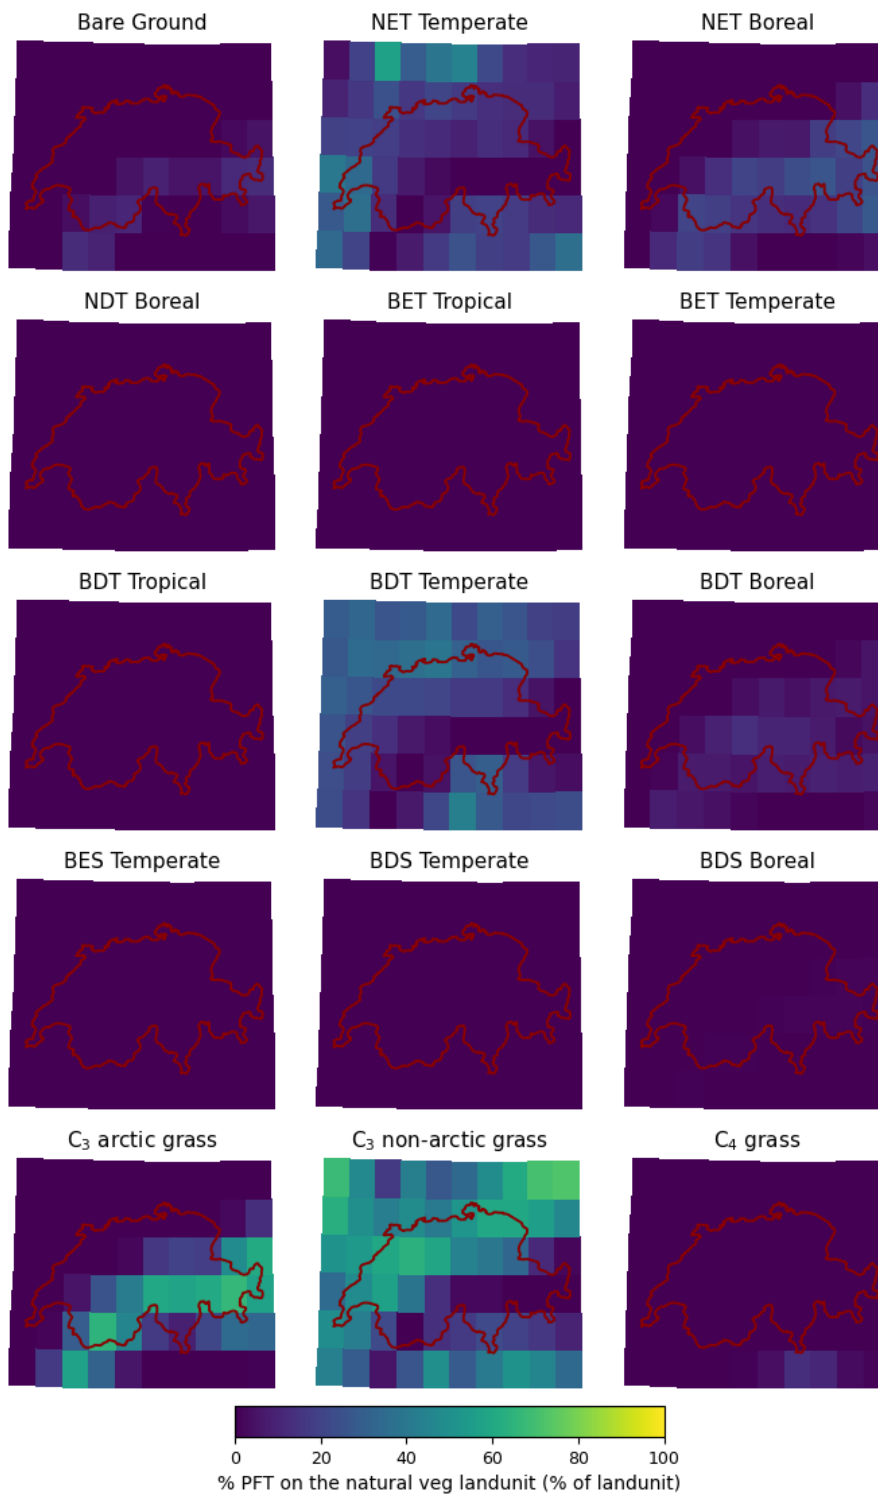 Bare Ground NET Temperate NET Boreal
NDT Boreal BET Tropical BET Temperate
BDT Tropical BDT Temperate BDT Boreal
BES Temperate BDS Temperate BDS Boreal
C₃ arctic grass C₃ non-arctic grass C₄ grass
0 20 40 60 80 100
% PFT on the natural veg landunit (% of landunit)